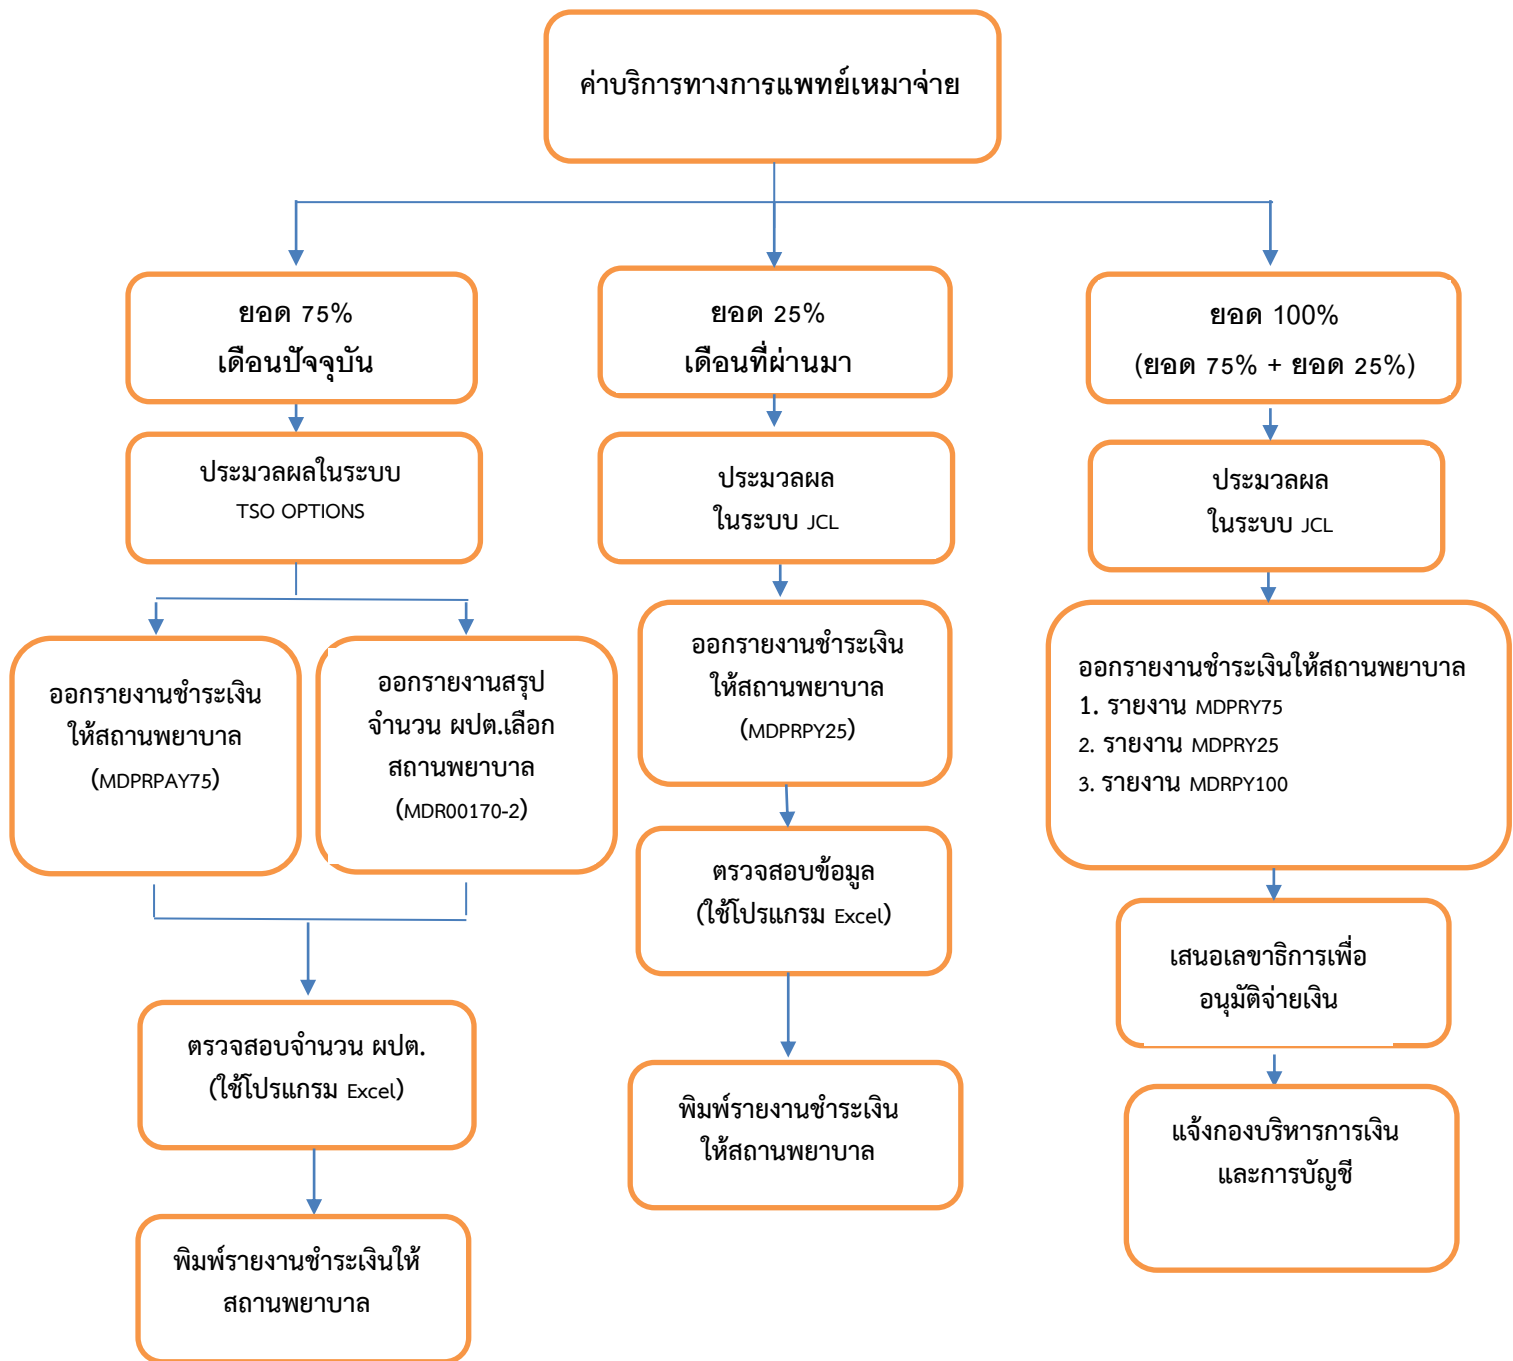 ค่าบริการทางการแพทย์เหมาจ่าย
ยอด 75%
เดือนปัจจุบัน
ยอด 25%
เดือนที่ผ่านมา
ยอด 100%
(ยอด 75% + ยอด 25%)
ประมวลผลในระบบ
TSO OPTIONS
ประมวลผล
ในระบบ JCL
ประมวลผล
ในระบบ JCL
ออกรายงานชำระเงิน
ให้สถานพยาบาล
(MDPRPAY75)
ออกรายงานสรุป
จำนวน ผปต.เลือก
สถานพยาบาล
(MDR00170-2)
ออกรายงานชำระเงิน
ให้สถานพยาบาล
(MDPRPY25)
ออกรายงานชำระเงินให้สถานพยาบาล
1. รายงาน MDPRY75
2. รายงาน MDPRY25
3. รายงาน MDRPY100
ตรวจสอบข้อมูล
(ใช้โปรแกรม Excel)
เสนอเลขาธิการเพื่อ
อนุมัติจ่ายเงิน
ตรวจสอบจำนวน ผปต.
(ใช้โปรแกรม Excel)
พิมพ์รายงานชำระเงิน
ให้สถานพยาบาล
แจ้งกองบริหารการเงิน
และการบัญชี
พิมพ์รายงานชำระเงินให้
สถานพยาบาล